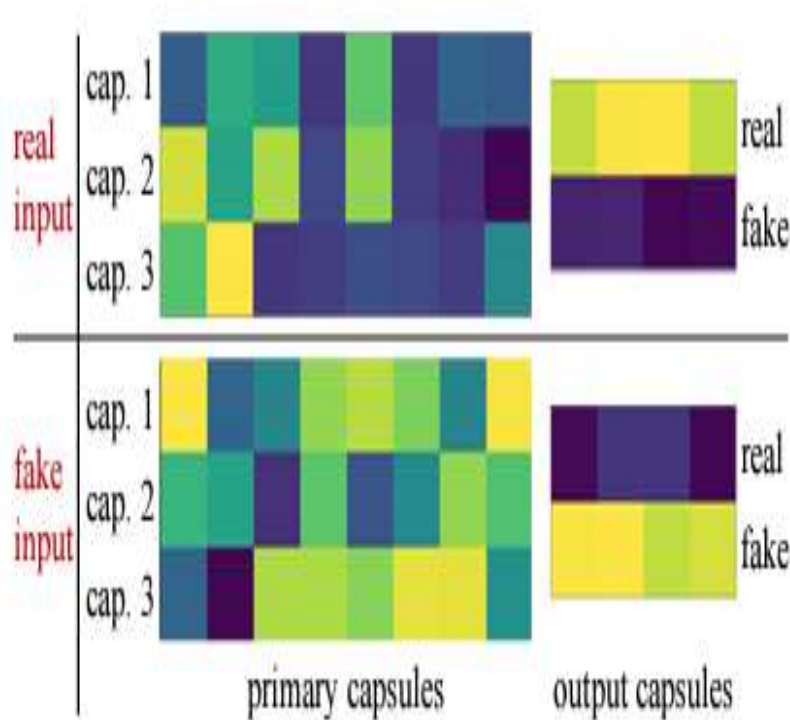 real
input
cap. 1
cap. 2
cap. 3
real
fake
fake
input
cap. 1
cap. 2
cap. 3
real
fake
primary capsules
output capsules